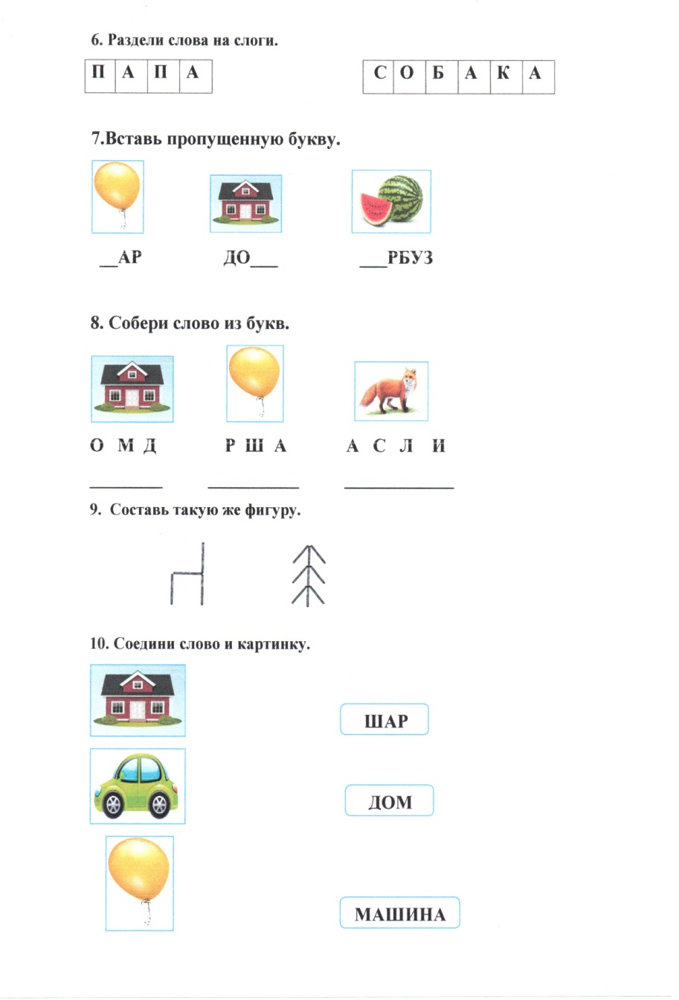 6. Раздели слова на слоги.
П А П А С О Б А К А
7.Вставь пропущенную букву.
__АР ДО___ ___РБУЗ
8. Собери слово из букв.
О М Д Р Ш А А С Л И
9. Составь такую же фигуру.
10. Соедини слово и картинку.
ШАР
ДОМ
МАШИНА